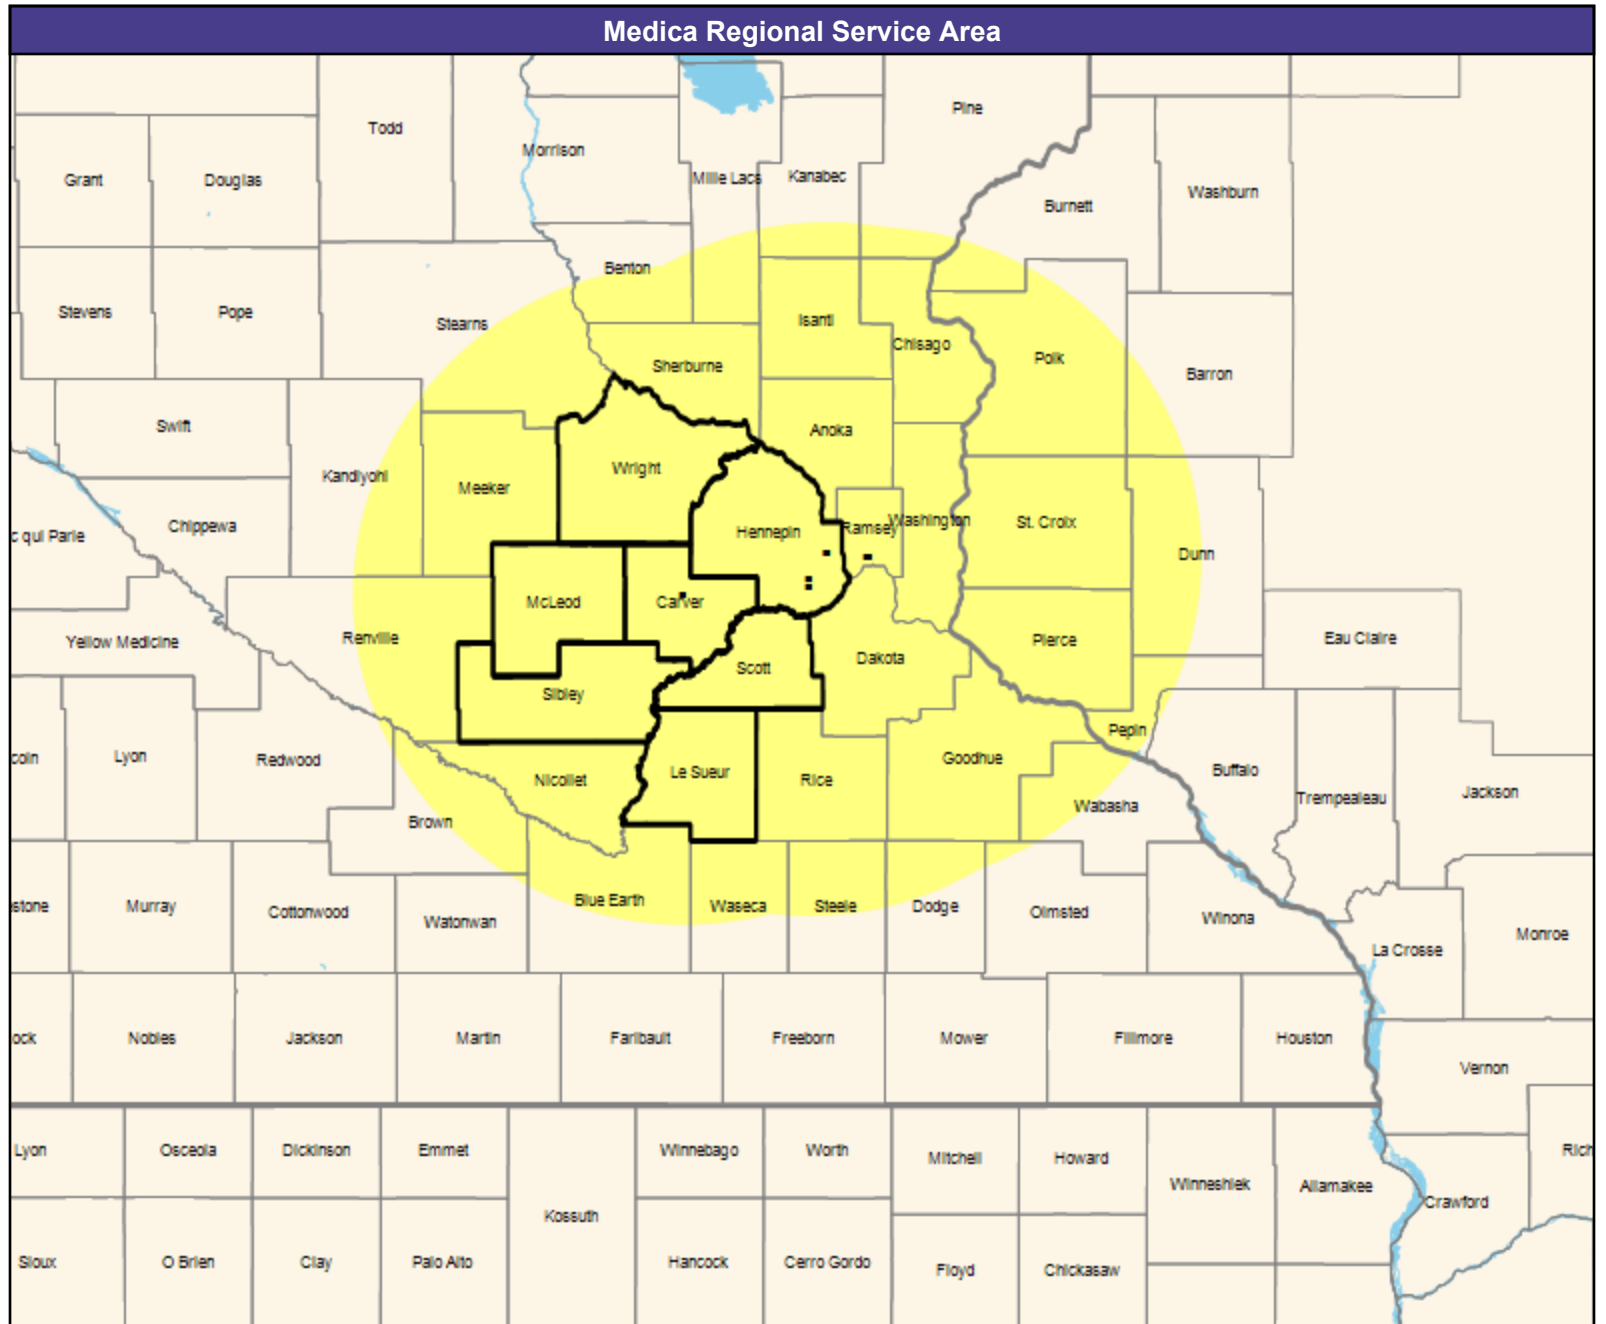 Medica Regional Service Area
Pine
Todd
Morrison
Mille Lacs
Kanabec
Grant
Douglas
Washburn
Burnett
Benton
Stevens
Pope
Stearns
Isanti
Chisago
Polk
Sherburne
Barron
Swift
Anoka
Wright
Kandiyohi
Meeker
Chippewa
Hennepin
Ramsey
Washington
St. Croix
c qui Parle
Dunn
McLeod
Carver
Yellow Medicine
Renville
Pierce
Eau Claire
Scott
Dakota
Sibley
Pepin
coln
Lyon
Redwood
Nicollet
Le Sueur
Rice
Goodhue
Buffalo
Trempealeau
Jackson
Wabasha
Brown
stone
Murray
Cottonwood
Watonwan
Blue Earth
Waseca
Steele
Dodge
Olmsted
Winona
La Crosse
Monroe
ock
Nobles
Jackson
Martin
Faribault
Freeborn
Mower
Fillmore
Houston
Vernon
Lyon
Osceola
Dickinson
Emmet
Winnebago
Worth
Mitchell
Howard
Rich
Winneshiek
Allamakee
Crawford
Kossuth
Sioux
O Brien
Clay
Palo Alto
Hancock
Cerro Gordo
Floyd
Chickasaw